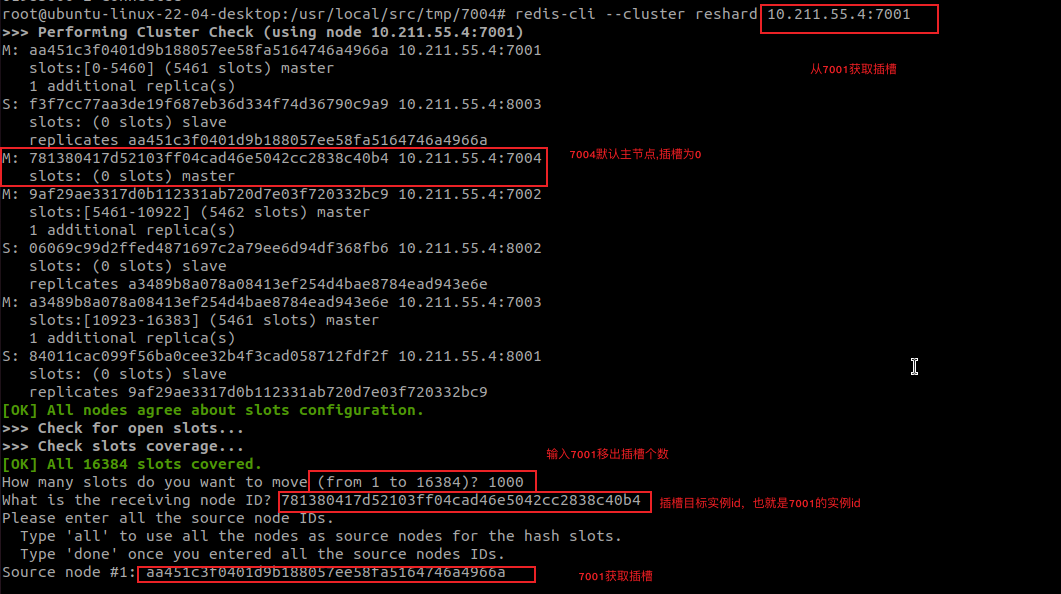 root@ubuntu-linux-22-04-desktop:/usr/local/src/tmp/7004# redis-cli --cluster reshard 10.211.55.4:7001
>>> Performing Cluster Check (using node 10.211.55.4:7001)
M: aa451c3f0401d9b188057ee58fa5164746a4966a 10.211.55.4:7001
slots:[0-5460] (5461 slots) master
从7001获取插槽
1 additional replica(s)
S: f3f7cc77aa3de19f687eb36d334f74d36790c9a9 10.211.55.4:8003
slots: (0 slots) slave
replicates aa451c3f0401d9b188057ee58fa5164746a4966a
M: 781380417d52103ff04cad46e5042cc2838c40b4 10.211.55.4:7004
7004默认主节点,插槽为0
slots: (0 slots) master
M: 9af29ae3317d0b112331ab720d7e03f720332bc9 10.211.55.4:7002
slots:[5461-10922] (5462 slots) master
1 additional replica(s)
S: 06069c99d2ffed4871697c2a79ee6d94df368fb6 10.211.55.4:8002
slots: (0 slots) slave
replicates a3489b8a078a08413ef254d4bae8784ead943e6e
M: a3489b8a078a08413ef254d4bae8784ead943e6e 10.211.55.4:7003
slots:[10923-16383] (5461 slots) master
1 additional replica(s)
S: 84011cac099f56ba0cee32b4f3cad058712fdf2f 10.211.55.4:8001
slots: (0 slots) slave
replicates 9af29ae3317d0b112331ab720d7e03f720332bc9
[OK] All nodes agree about slots configuration.
>>> Check for open slots...
>>> Check slots coverage...
输入7001移出插槽个数
[OK] All 16384 slots covered.
How many slots do you want to move (from 1 to 16384)? 1000
What is the receiving node ID? 781380417d52103ff04cad46e5042cc2838c40b4
插槽目标实例id，也就是7001的实例id
Please enter all the source node IDs.
Type 'all' to use all the nodes as source nodes for the hash slots.
Type 'done' once you entered all the source nodes IDs.
Source node #1: aa451c3f0401d9b188057ee58fa5164746a4966a
7001获取插槽